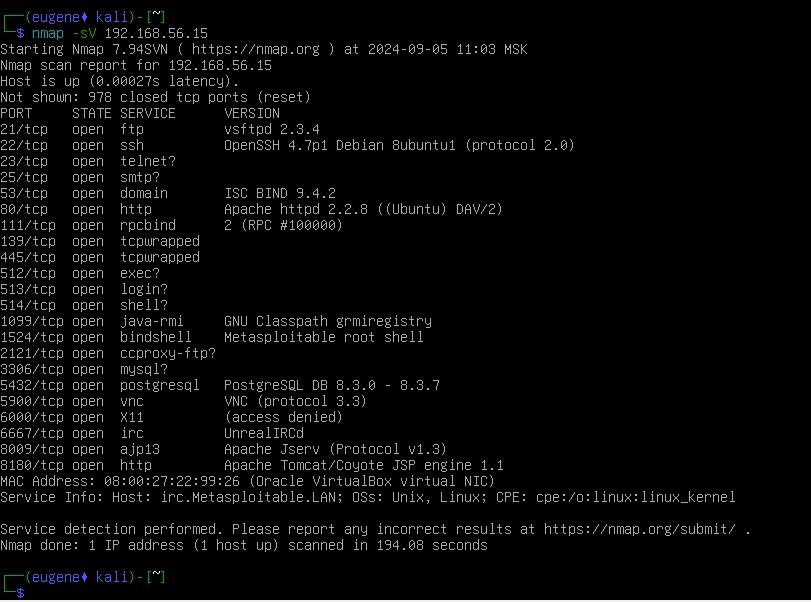 ┌──(eugene♦ kali)-[~]
└─$ nmap -sV 192.168.56.15
Starting Nmap 7.94SVN ( https://nmap.org ) at 2024-09-05 11:03 MSK
Nmap scan report for 192.168.56.15
Host is up (0.00027s latency).
Not shown: 978 closed tcp ports (reset)
PORT     STATE SERVICE      VERSION
21/tcp   open  ftp          vsftpd 2.3.4
22/tcp   open  ssh          OpenSSH 4.7p1 Debian 8ubuntu1 (protocol 2.0)
23/tcp   open  telnet?
25/tcp   open  smtp?
53/tcp   open  domain       ISC BIND 9.4.2
80/tcp   open  http         Apache httpd 2.2.8 ((Ubuntu) DAV/2)
111/tcp  open  rpcbind      2 (RPC #100000)
139/tcp  open  tcpwrapped
445/tcp  open  tcpwrapped
512/tcp  open  exec?
513/tcp  open  login?
514/tcp  open  shell?
1099/tcp open  java-rmi     GNU Classpath grmiregistry
1524/tcp open  bindshell    Metasploitable root shell
2121/tcp open  ccproxy-ftp?
3306/tcp open  mysql?
5432/tcp open  postgresql   PostgreSQL DB 8.3.0 - 8.3.7
5900/tcp open  vnc          VNC (protocol 3.3)
6000/tcp open  X11          (access denied)
6667/tcp open  irc          UnrealIRCd
8009/tcp open  ajp13        Apache Jserv (Protocol v1.3)
8180/tcp open  http         Apache Tomcat/Coyote JSP engine 1.1
MAC Address: 08:00:27:22:99:26 (Oracle VirtualBox virtual NIC)
Service Info: Host: irc.Metasploitable.LAN; OSs: Unix, Linux; CPE: cpe:/o:linux:linux_kernel

Service detection performed. Please report any incorrect results at https://nmap.org/submit/ .
Nmap done: 1 IP address (1 host up) scanned in 194.08 seconds

┌──(eugene♦ kali)-[~]
└─$